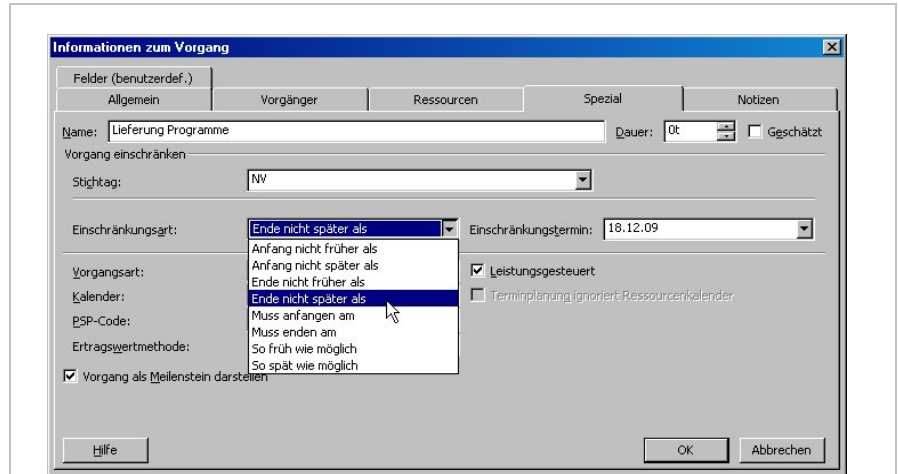 Informationen zum Vorgang
Felder (benutzerdef.)
Allgemein Vorgänger Ressourcen Spezial Notizen
Name: Lieferung Programme Dauer: 0t Geschätzt
Vorgang einschränken
Stichtag: NV
Einschränkungsart: Ende nicht später als Einschränkungstermin: 18.12.09
Anfang nicht früher als
Anfang nicht später als
Vorgangsart: Leistungsgesteuert
Ende nicht früher als
Kalender: Ende nicht später als Terminplanung ignoriert Ressourcenkalender
Muss anfangen am
PSP-Code:
Muss enden am
Ertragswertmethode: So früh wie möglich
So spät wie möglich
Vorgang als Meilenstein darstellen
Hilfe OK Abbrechen